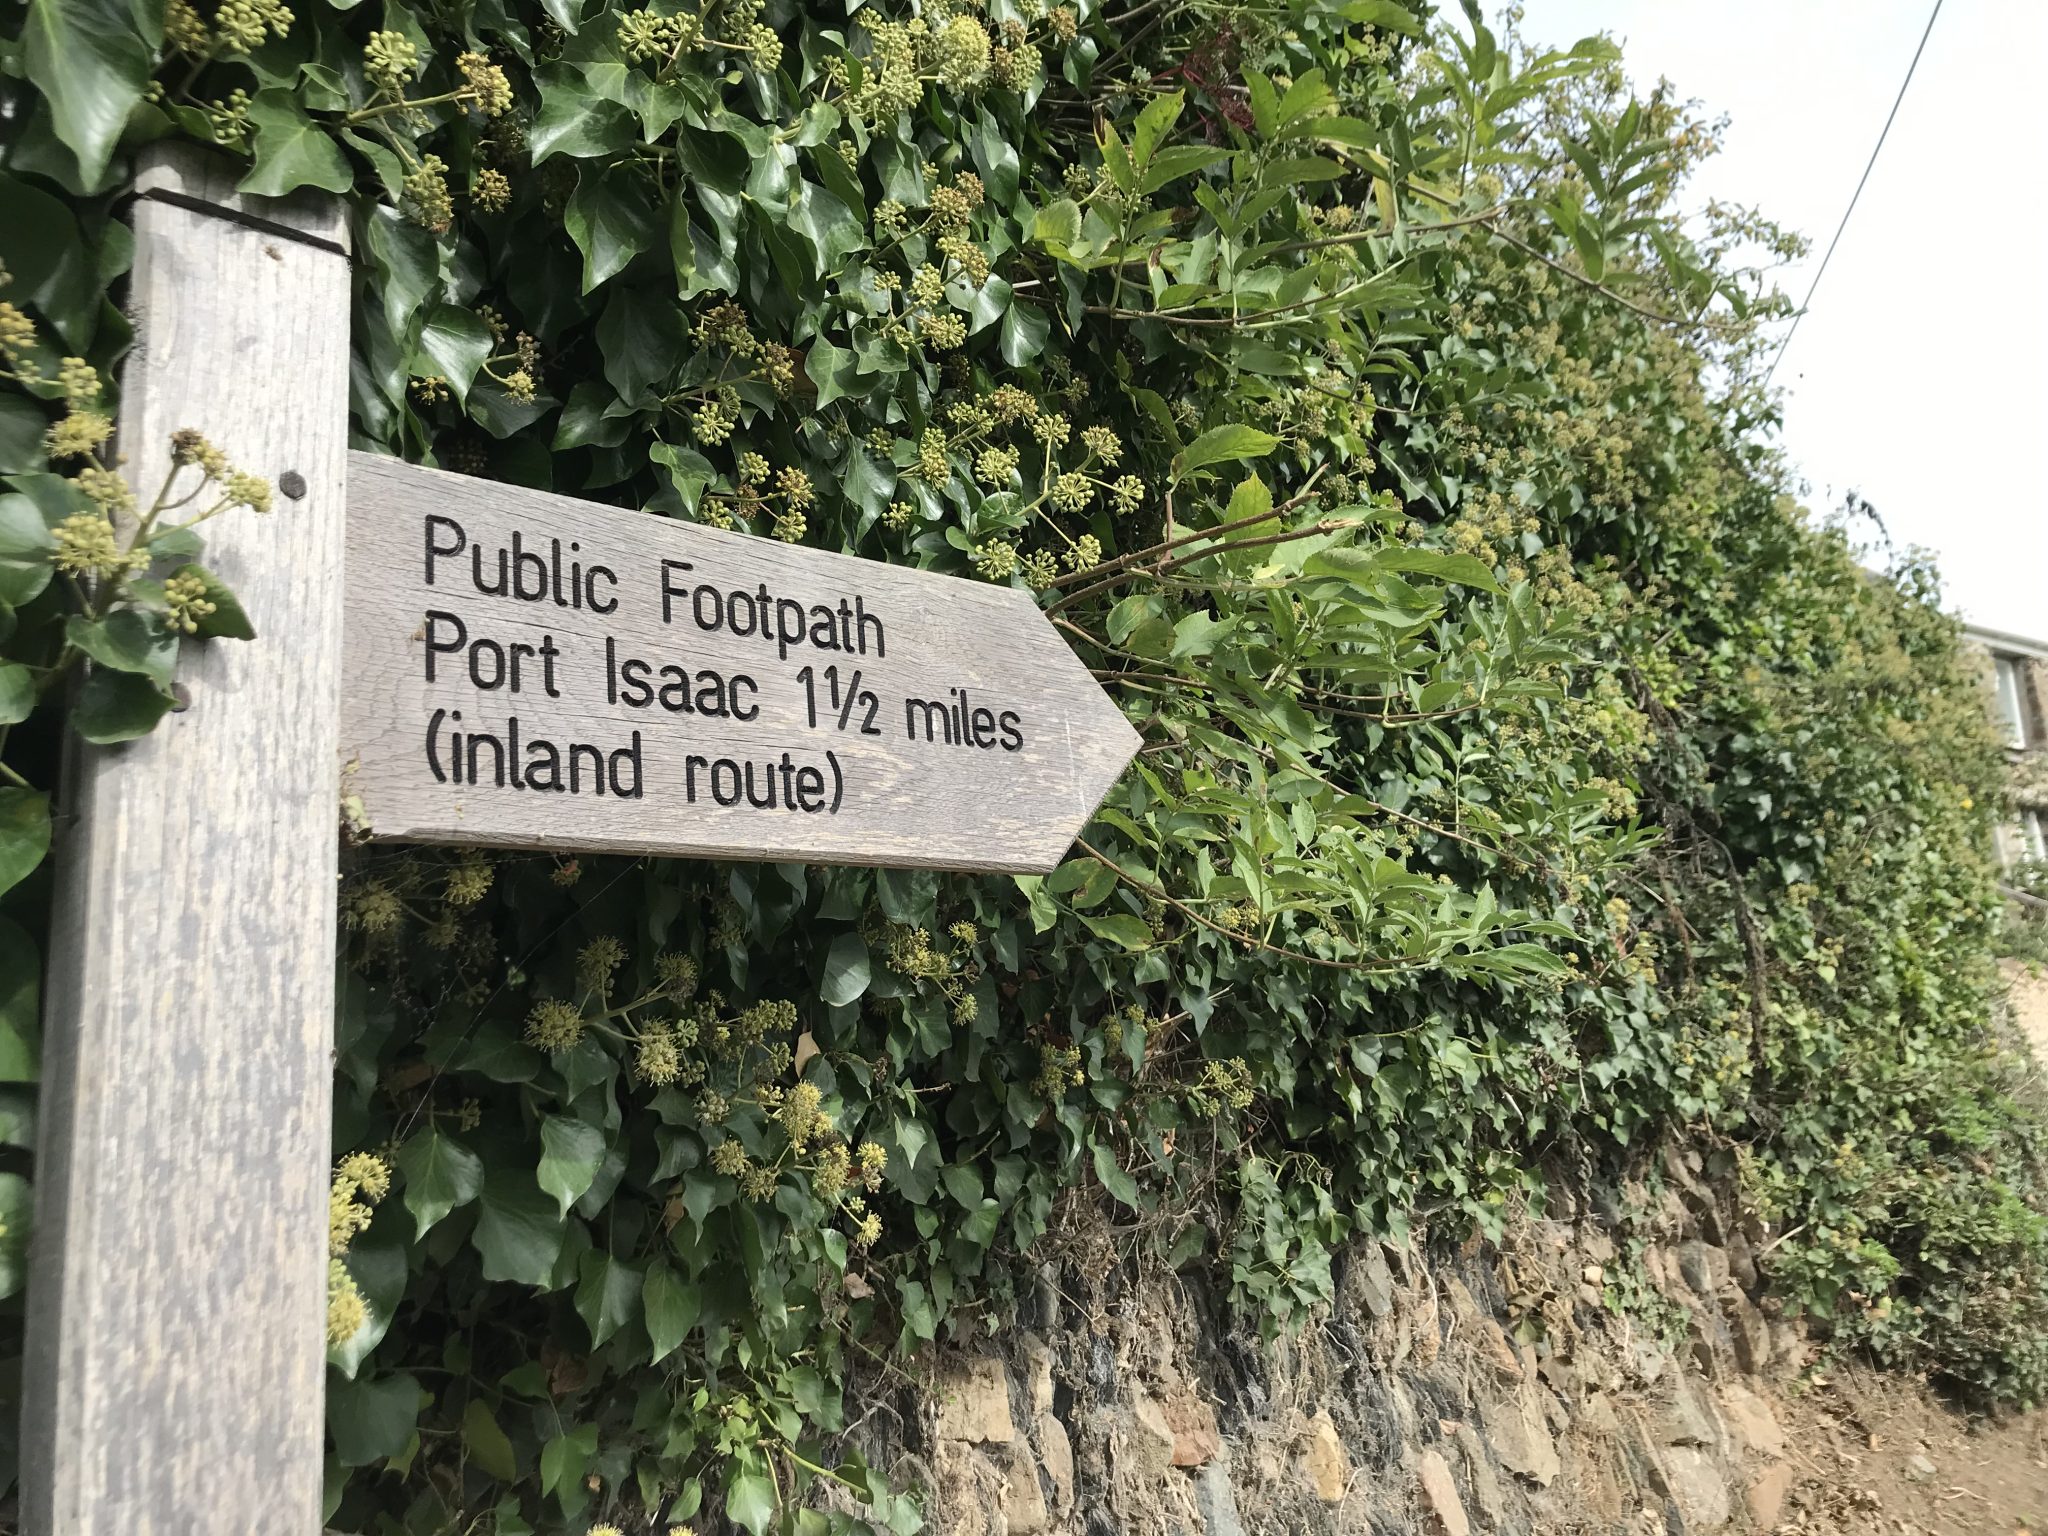 Public Footpath
Port Isaac 1½ miles
(inland route)